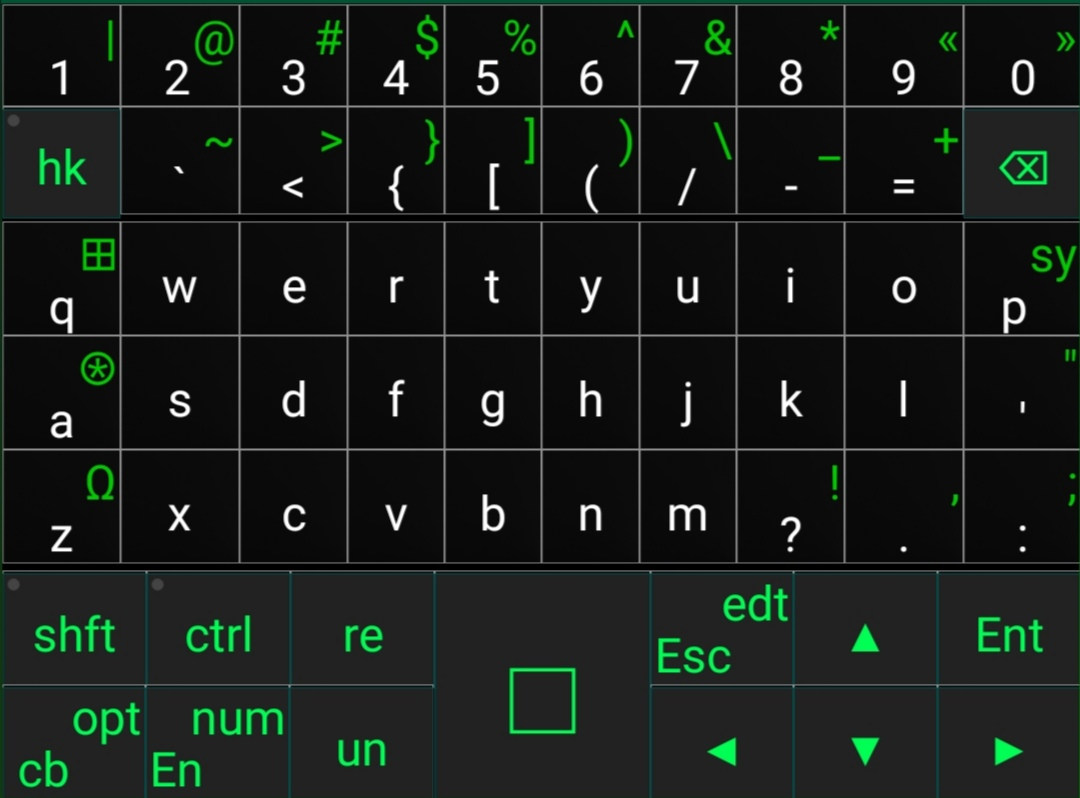 1 | 2 @ 3 # 4 $ 5 % 6 ^ 7 & 8 * 9 « 0 »
hk ` ~ < > { } [ ] ( ) / \ - _ = + ⌫
q ⊞ w e r t y u i o p sy
a ⊛ s d f g h j k l ' "
z Ω x c v b n m ? ! . , : ;
shft ctrl re □ Esc edt ▲ Ent
cb opt En num un ◀ ▼ ▶